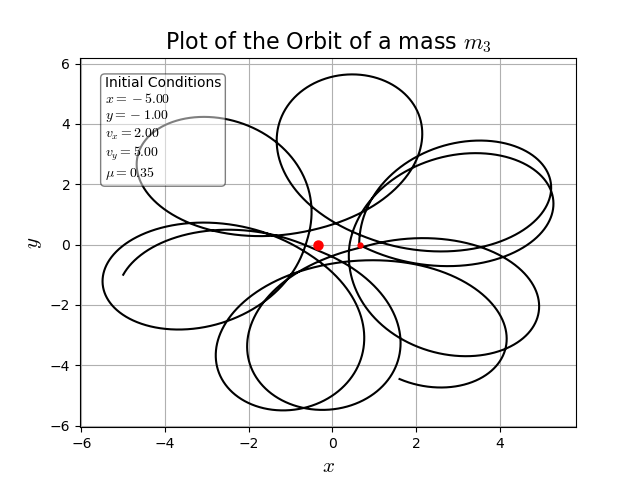 Plot of the Orbit of a mass m₃
Initial Conditions
x = −5.00
y = −1.00
vₓ = 2.00
v_y = 5.00
μ = 0.35
6
4
2
0
−2
−4
−6
y
−6 −4 −2 0 2 4
x